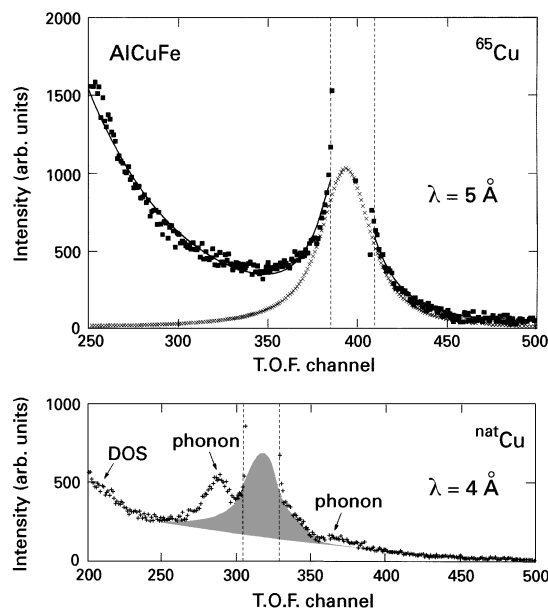 2000
AlCuFe
65Cu
1500
1000
λ = 5 Å
500
0
250 300 350 400 450 500
T.O.F. channel
Intensity (arb. units)
1000
natCu
phonon
DOS
λ = 4 Å
500
phonon
0
200 250 300 350 400 450 500
T.O.F. channel
Intensity (arb. units)